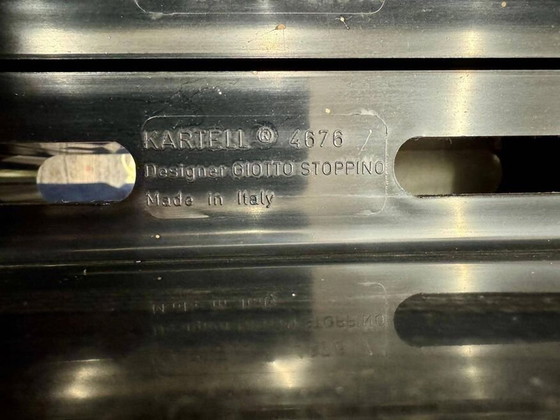 KARTELL ® 4676
Designer GIOTTO STOPPINO
Made in Italy